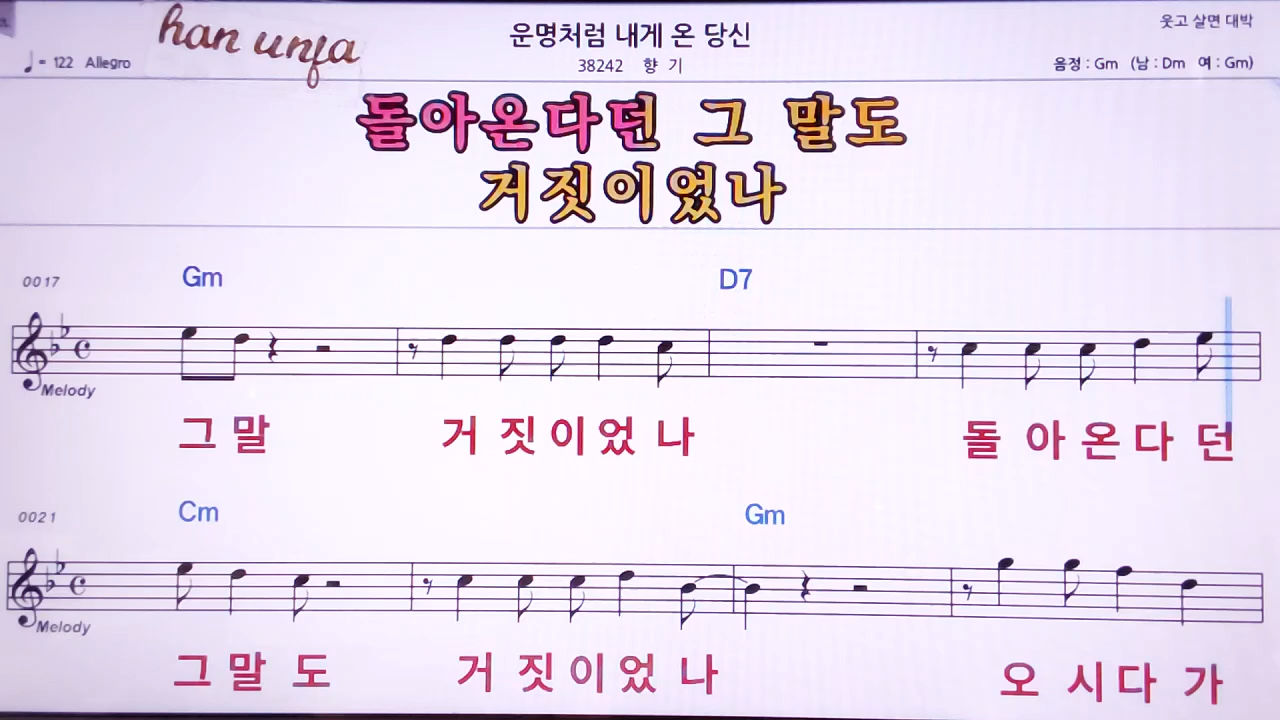 han unfa
운명처럼 내게 온 당신
웃고 살면 대박
♩= 122 Allegro
38242 향 기
음정 : Gm (남 : Dm 여 : Gm)
돌아온다던 그 말도
거짓이었나
0017
Gm D7
Melody
그 말 거 짓 이 었 나 돌 아 온 다 던
0021
Cm Gm
Melody
그 말 도 거 짓 이 었 나 오 시 다 가